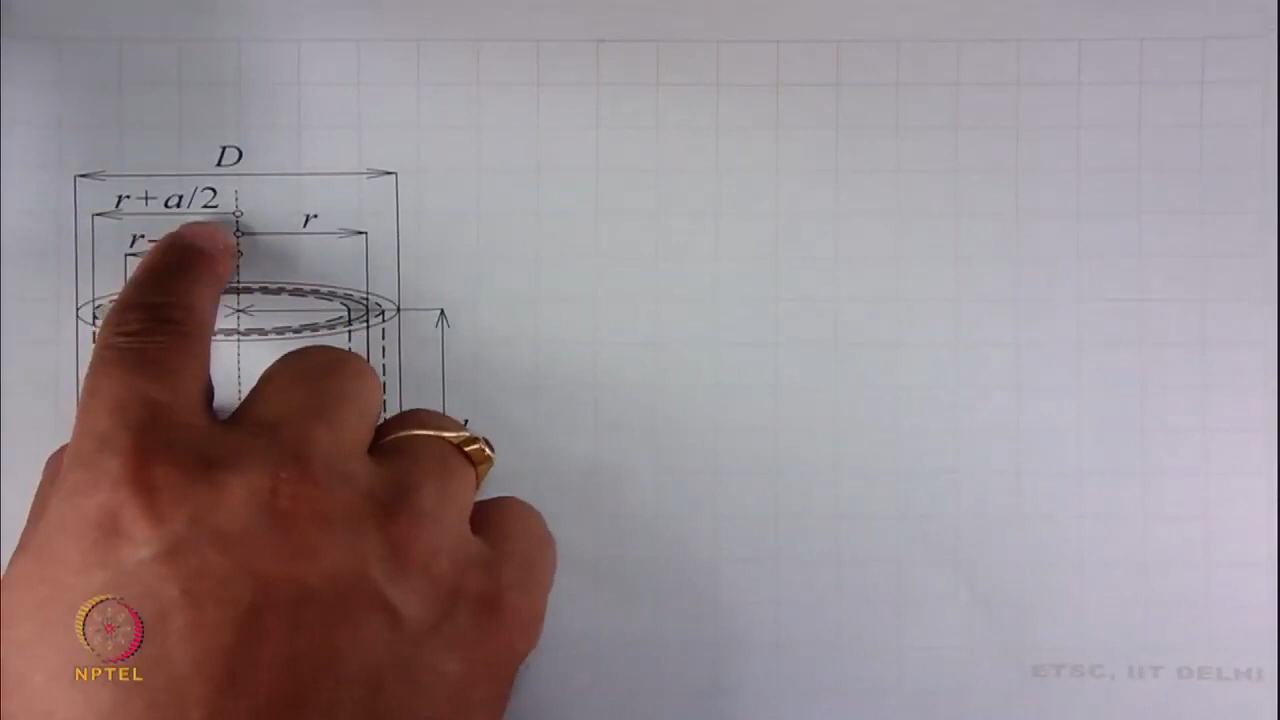 D
r + a/2
r
r-
NPTEL
ETSC, IIT DELHI